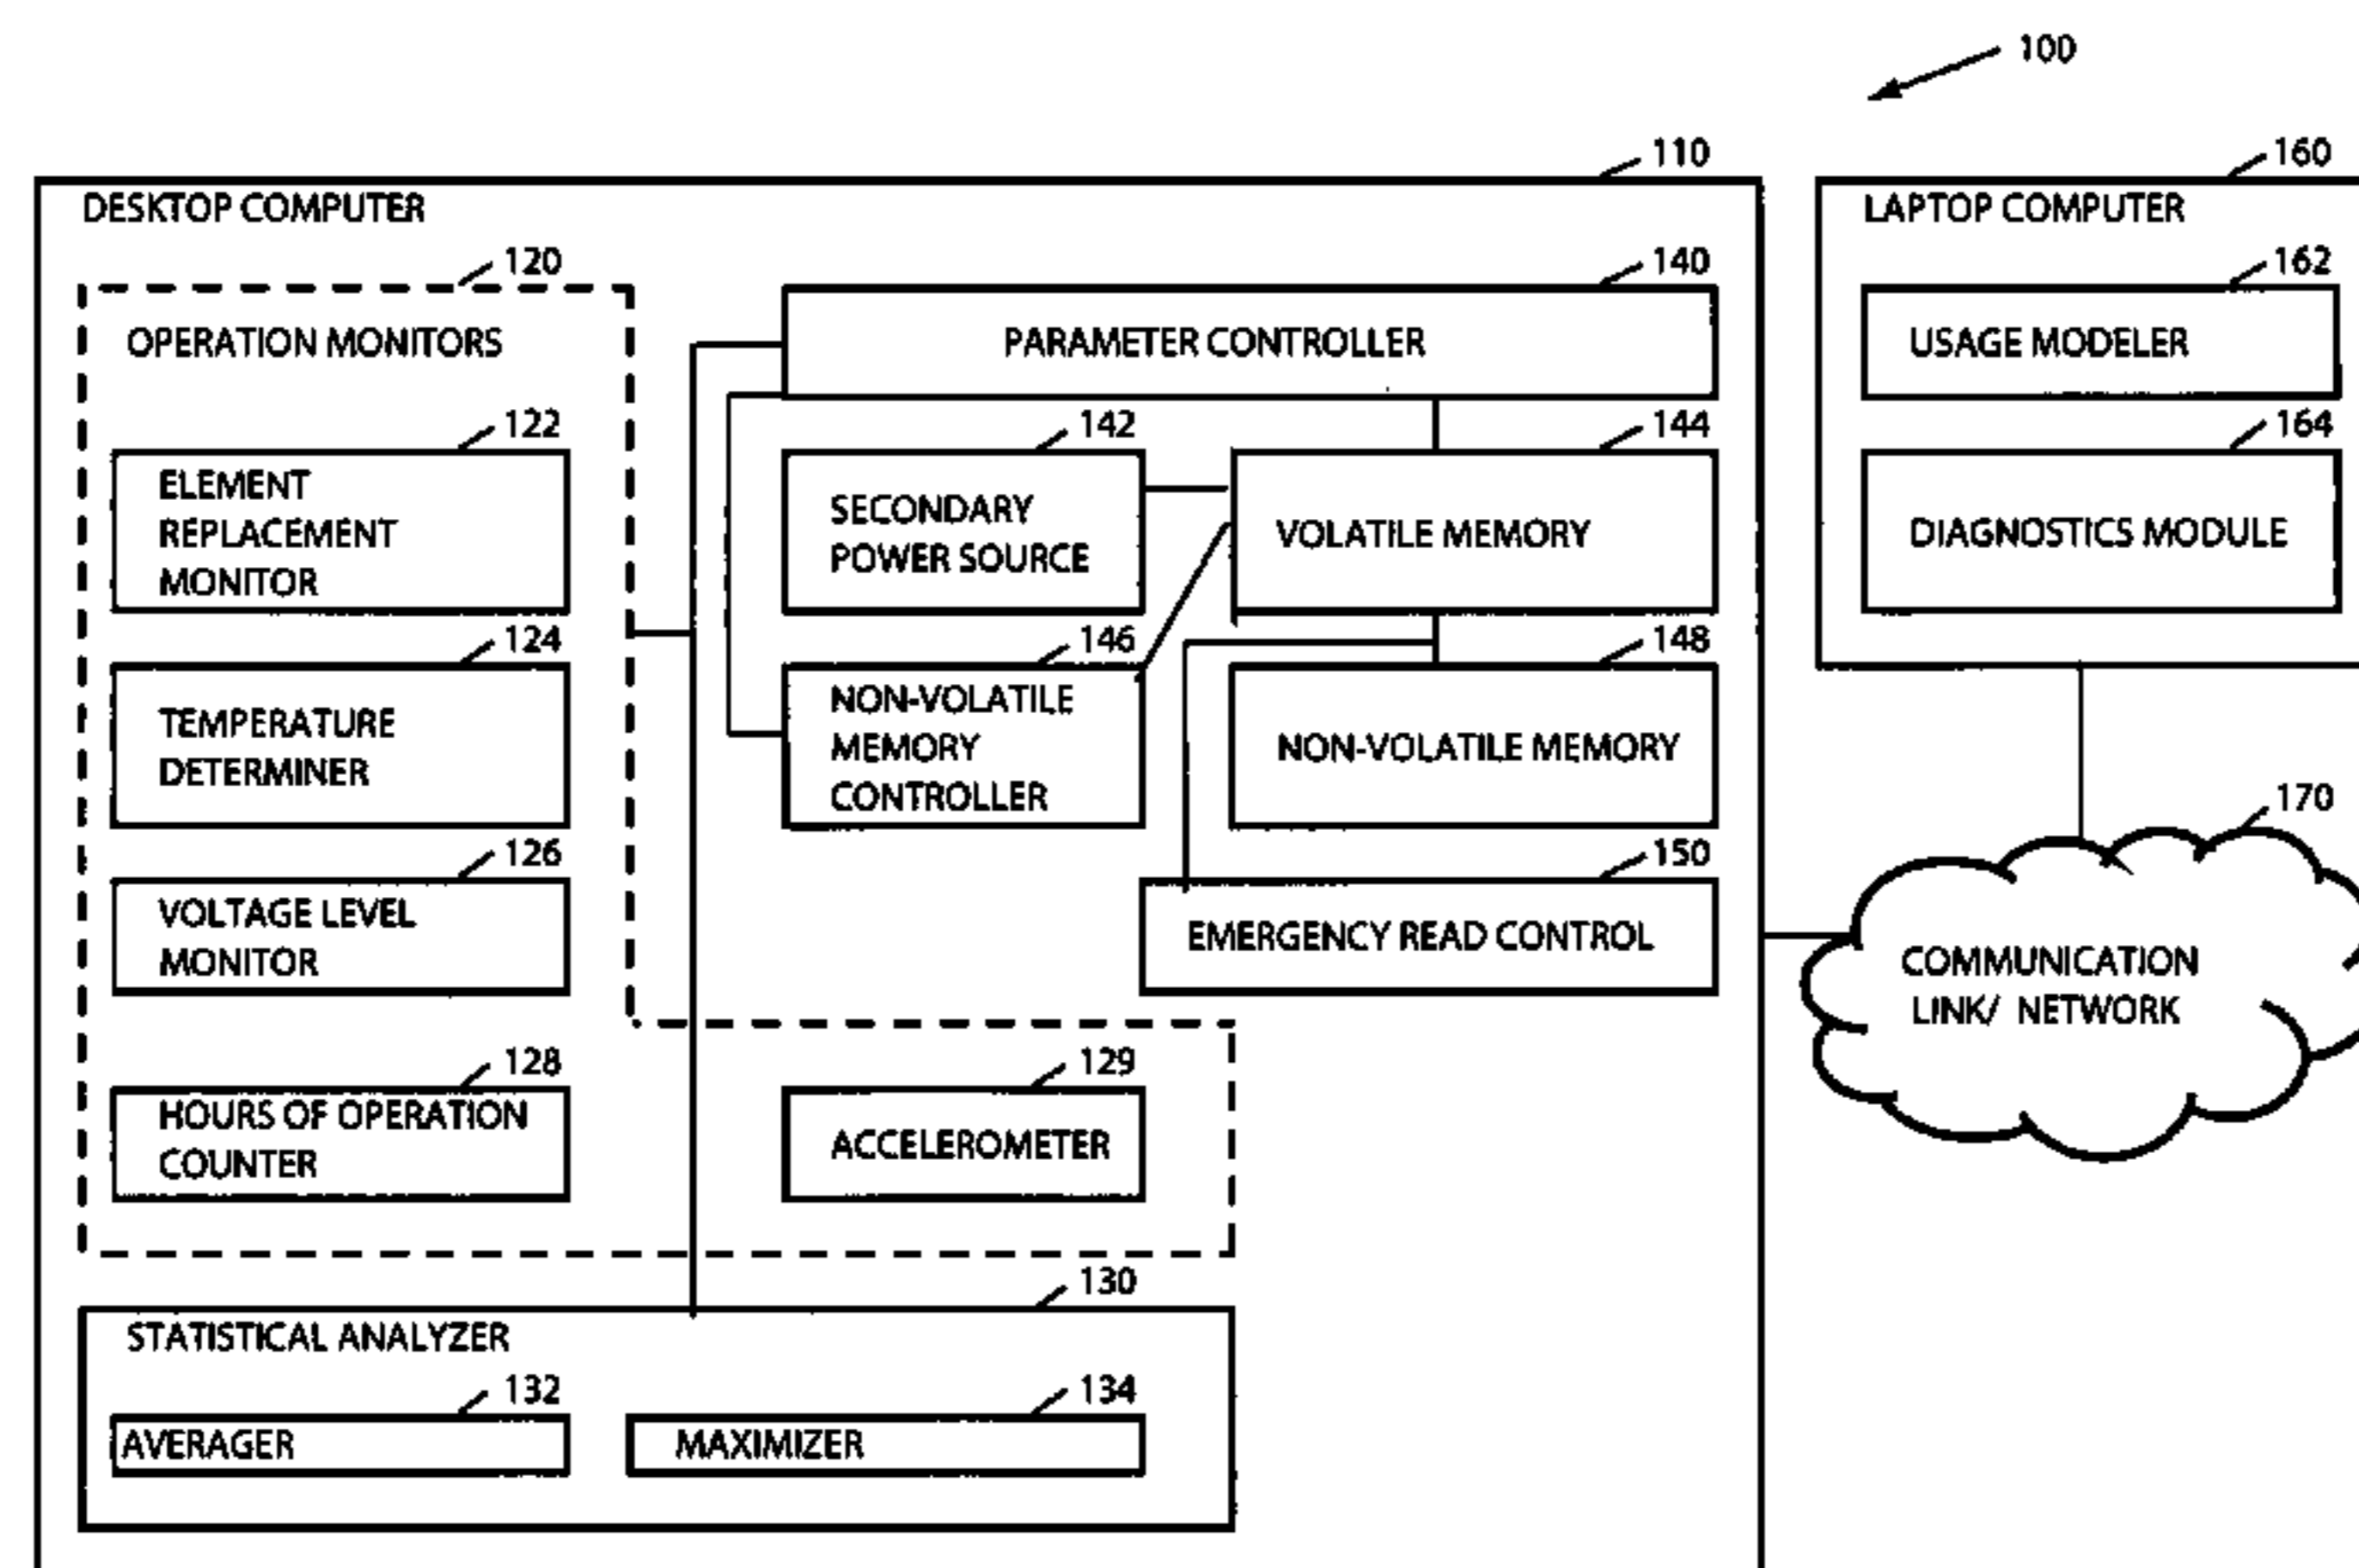 100
110
160
DESKTOP COMPUTER
LAPTOP COMPUTER
120
140
162
OPERATION MONITORS
PARAMETER CONTROLLER
USAGE MODELER
122
142
144
164
ELEMENT
REPLACEMENT
MONITOR
SECONDARY
POWER SOURCE
VOLATILE MEMORY
DIAGNOSTICS MODULE
124
146
148
TEMPERATURE
DETERMINER
NON-VOLATILE
MEMORY
CONTROLLER
NON-VOLATILE MEMORY
170
126
150
VOLTAGE LEVEL
MONITOR
EMERGENCY READ CONTROL
COMMUNICATION
LINK/ NETWORK
128
129
HOURS OF OPERATION
COUNTER
ACCELEROMETER
130
STATISTICAL ANALYZER
132
134
AVERAGER
MAXIMIZER